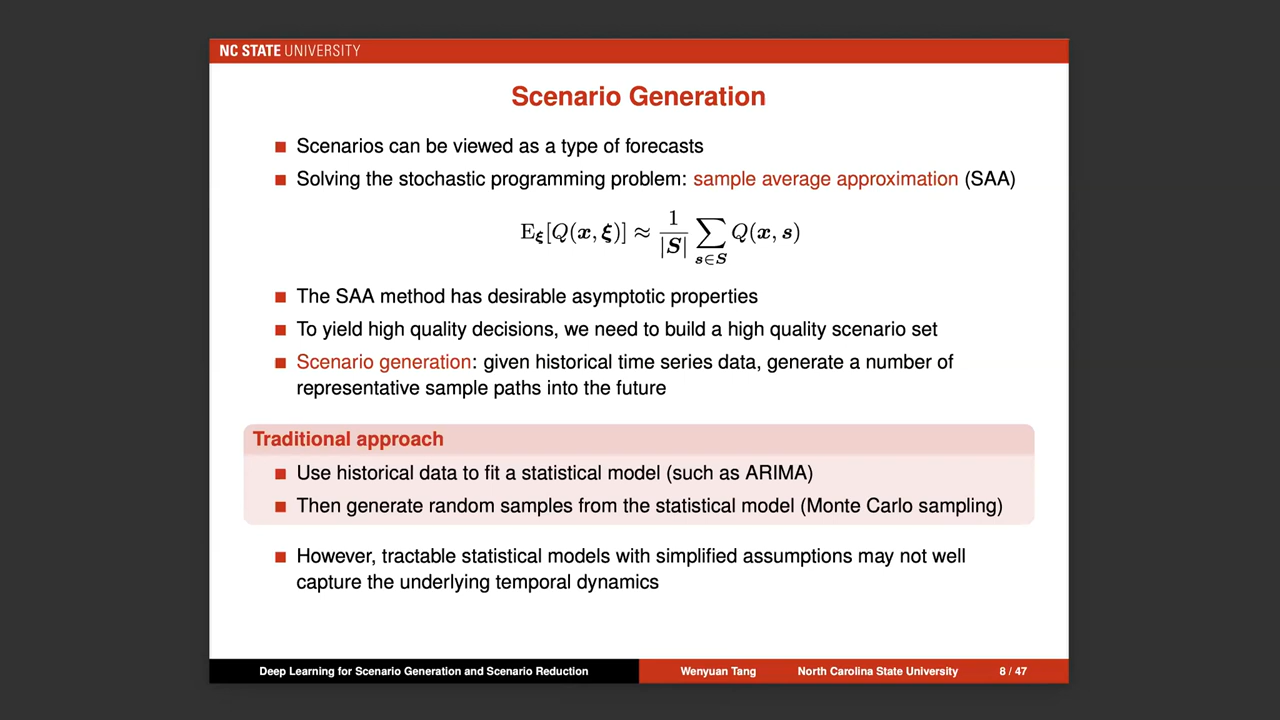 NC STATE UNIVERSITY
Scenario Generation
Scenarios can be viewed as a type of forecasts
Solving the stochastic programming problem: sample average approximation (SAA)
E_ξ[Q(x, ξ)] ≈ 1/|S| ∑_{s∈S} Q(x, s)
The SAA method has desirable asymptotic properties
To yield high quality decisions, we need to build a high quality scenario set
Scenario generation: given historical time series data, generate a number of
representative sample paths into the future
Traditional approach
Use historical data to fit a statistical model (such as ARIMA)
Then generate random samples from the statistical model (Monte Carlo sampling)
However, tractable statistical models with simplified assumptions may not well
capture the underlying temporal dynamics
Deep Learning for Scenario Generation and Scenario Reduction Wenyuan Tang North Carolina State University 8 / 47